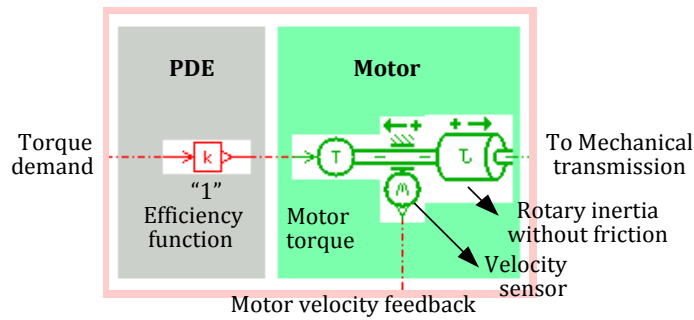 PDE
Motor
Torque
demand
k
T
To Mechanical
transmission
“1”
Efficiency
function
Motor
torque
Rotary inertia
without friction
Velocity
sensor
Motor velocity feedback